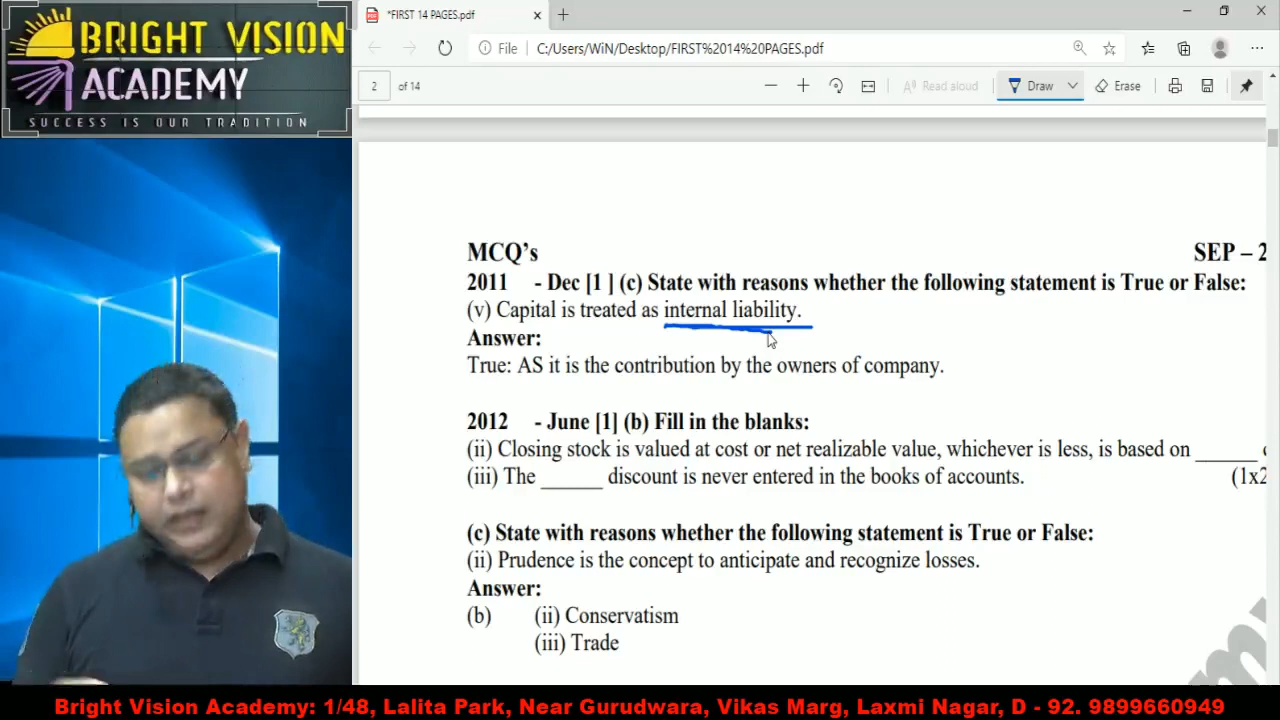 BRIGHT VISION
ACADEMY
SUCCESS IS OUR TRADITION
*FIRST 14 PAGES.pdf
File C:/Users/WiN/Desktop/FIRST%2014%20PAGES.pdf
2 of 14
Read aloud
Draw
Erase
MCQ's
SEP – 2
2011 - Dec [1 ] (c) State with reasons whether the following statement is True or False:
(v) Capital is treated as internal liability.
Answer:
True: AS it is the contribution by the owners of company.
2012 - June [1] (b) Fill in the blanks:
(ii) Closing stock is valued at cost or net realizable value, whichever is less, is based on ______ c
(iii) The ______ discount is never entered in the books of accounts. (1x2
(c) State with reasons whether the following statement is True or False:
(ii) Prudence is the concept to anticipate and recognize losses.
Answer:
(b) (ii) Conservatism
(iii) Trade
Bright Vision Academy: 1/48, Lalita Park, Near Gurudwara, Vikas Marg, Laxmi Nagar, D - 92. 9899660949